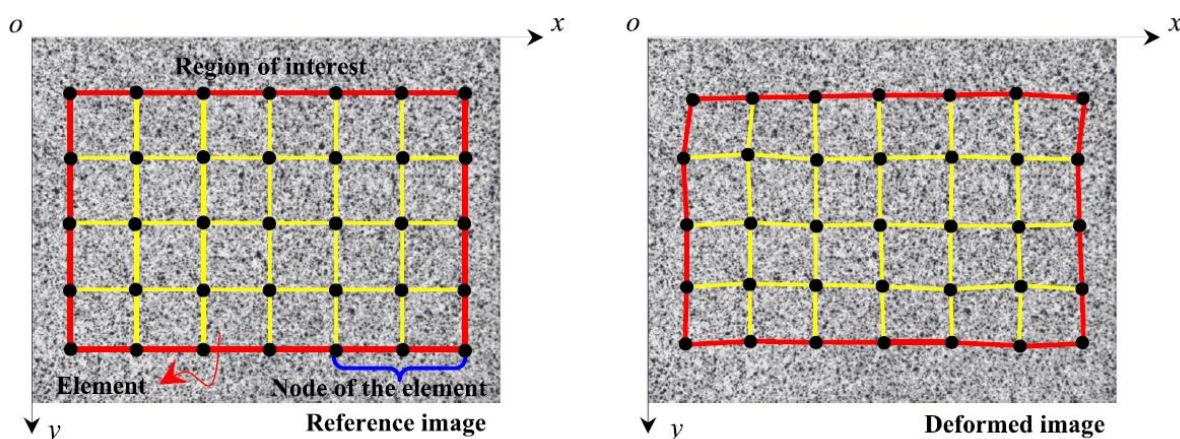 o x
Region of interest
Element
Node of the element
y Reference image
o x
y Deformed image